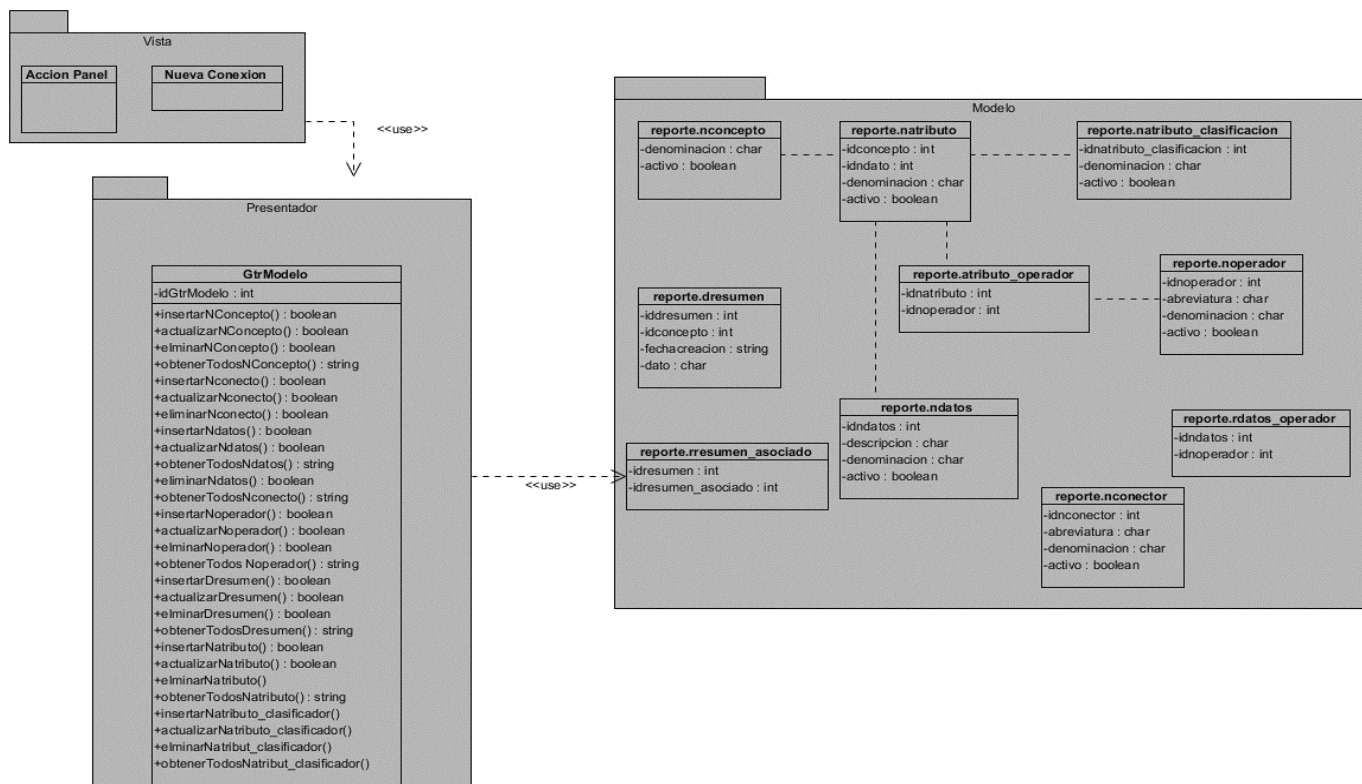 Vista
Accion Panel
Nueva Conexion
<<use>>
Presentador
GtrModelo
-idGtrModelo : int
+insertarNConcepto() : boolean
+actualizarNConcepto() : boolean
+elminarNConcepto() : boolean
+obtenerTodosNConcepto() : string
+insertarNconecto() : boolean
+actualizarNconecto() : boolean
+eliminarNconecto() : boolean
+insertarNdatos() : boolean
+actualizarNdatos() : boolean
+obtenerTodosNdatos() : string
+eliminarNdatos() : boolean
+obtenerTodosNconecto() : string
+insertarNoperador() : boolean
+actualizarNoperador() : boolean
+elminarNoperador() : boolean
+obtenerTodos Noperador() : string
+insertarDresumen() : boolean
+actualizarDresumen() : boolean
+elminarDresumen() : boolean
+obtenerTodosDresumen() : string
+insertarNatributo() : boolean
+actualizarNatributo() : boolean
+elminarNatributo()
+obtenerTodosNatributo() : string
+insertarNatributo_clasificador()
+actualizarNatributo_clasificador()
+elminarNatribut_clasificador()
+obtenerTodosNatribut_clasificador()
<<use>>
Modelo
reporte.nconcepto
-denominacion : char
-activo : boolean
reporte.natributo
-idconcepto : int
-idndato : int
-denominacion : char
-activo : boolean
reporte.natributo_clasificacion
-idnatributo_clasificacion : int
-denominacion : char
-activo : boolean
reporte.dresumen
-iddresumen : int
-idconcepto : int
-fechacreacion : string
-dato : char
reporte.atributo_operador
-idnatributo : int
-idnoperador : int
reporte.noperador
-idnoperador : int
-abreviatura : char
-denominacion : char
-activo : boolean
reporte.rresumen_asociado
-idresumen : int
-idresumen_asociado : int
reporte.ndatos
-idndatos : int
-descripcion : char
-denominacion : char
-activo : boolean
reporte.rdatos_operador
-idndatos : int
-idnoperador : int
reporte.nconector
-idnconector : int
-abreviatura : char
-denominacion : char
-activo : boolean